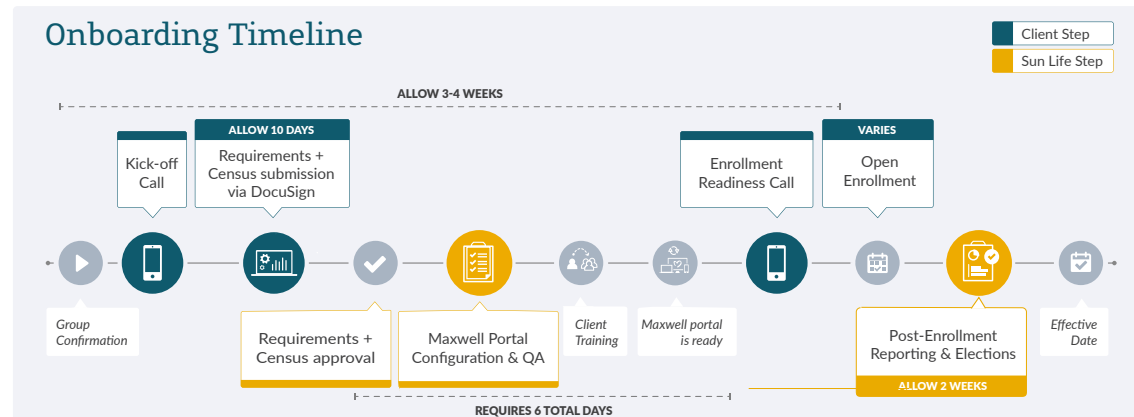 Onboarding Timeline
Client Step
Sun Life Step
ALLOW 3-4 WEEKS
Kick-off
Call
ALLOW 10 DAYS
Requirements +
Census submission
via DocuSign
Enrollment
Readiness Call
VARIES
Open
Enrollment
Group
Confirmation
Requirements +
Census approval
Maxwell Portal
Configuration & QA
Client
Training
Maxwell portal
is ready
Post-Enrollment
Reporting & Elections
ALLOW 2 WEEKS
Effective
Date
REQUIRES 6 TOTAL DAYS